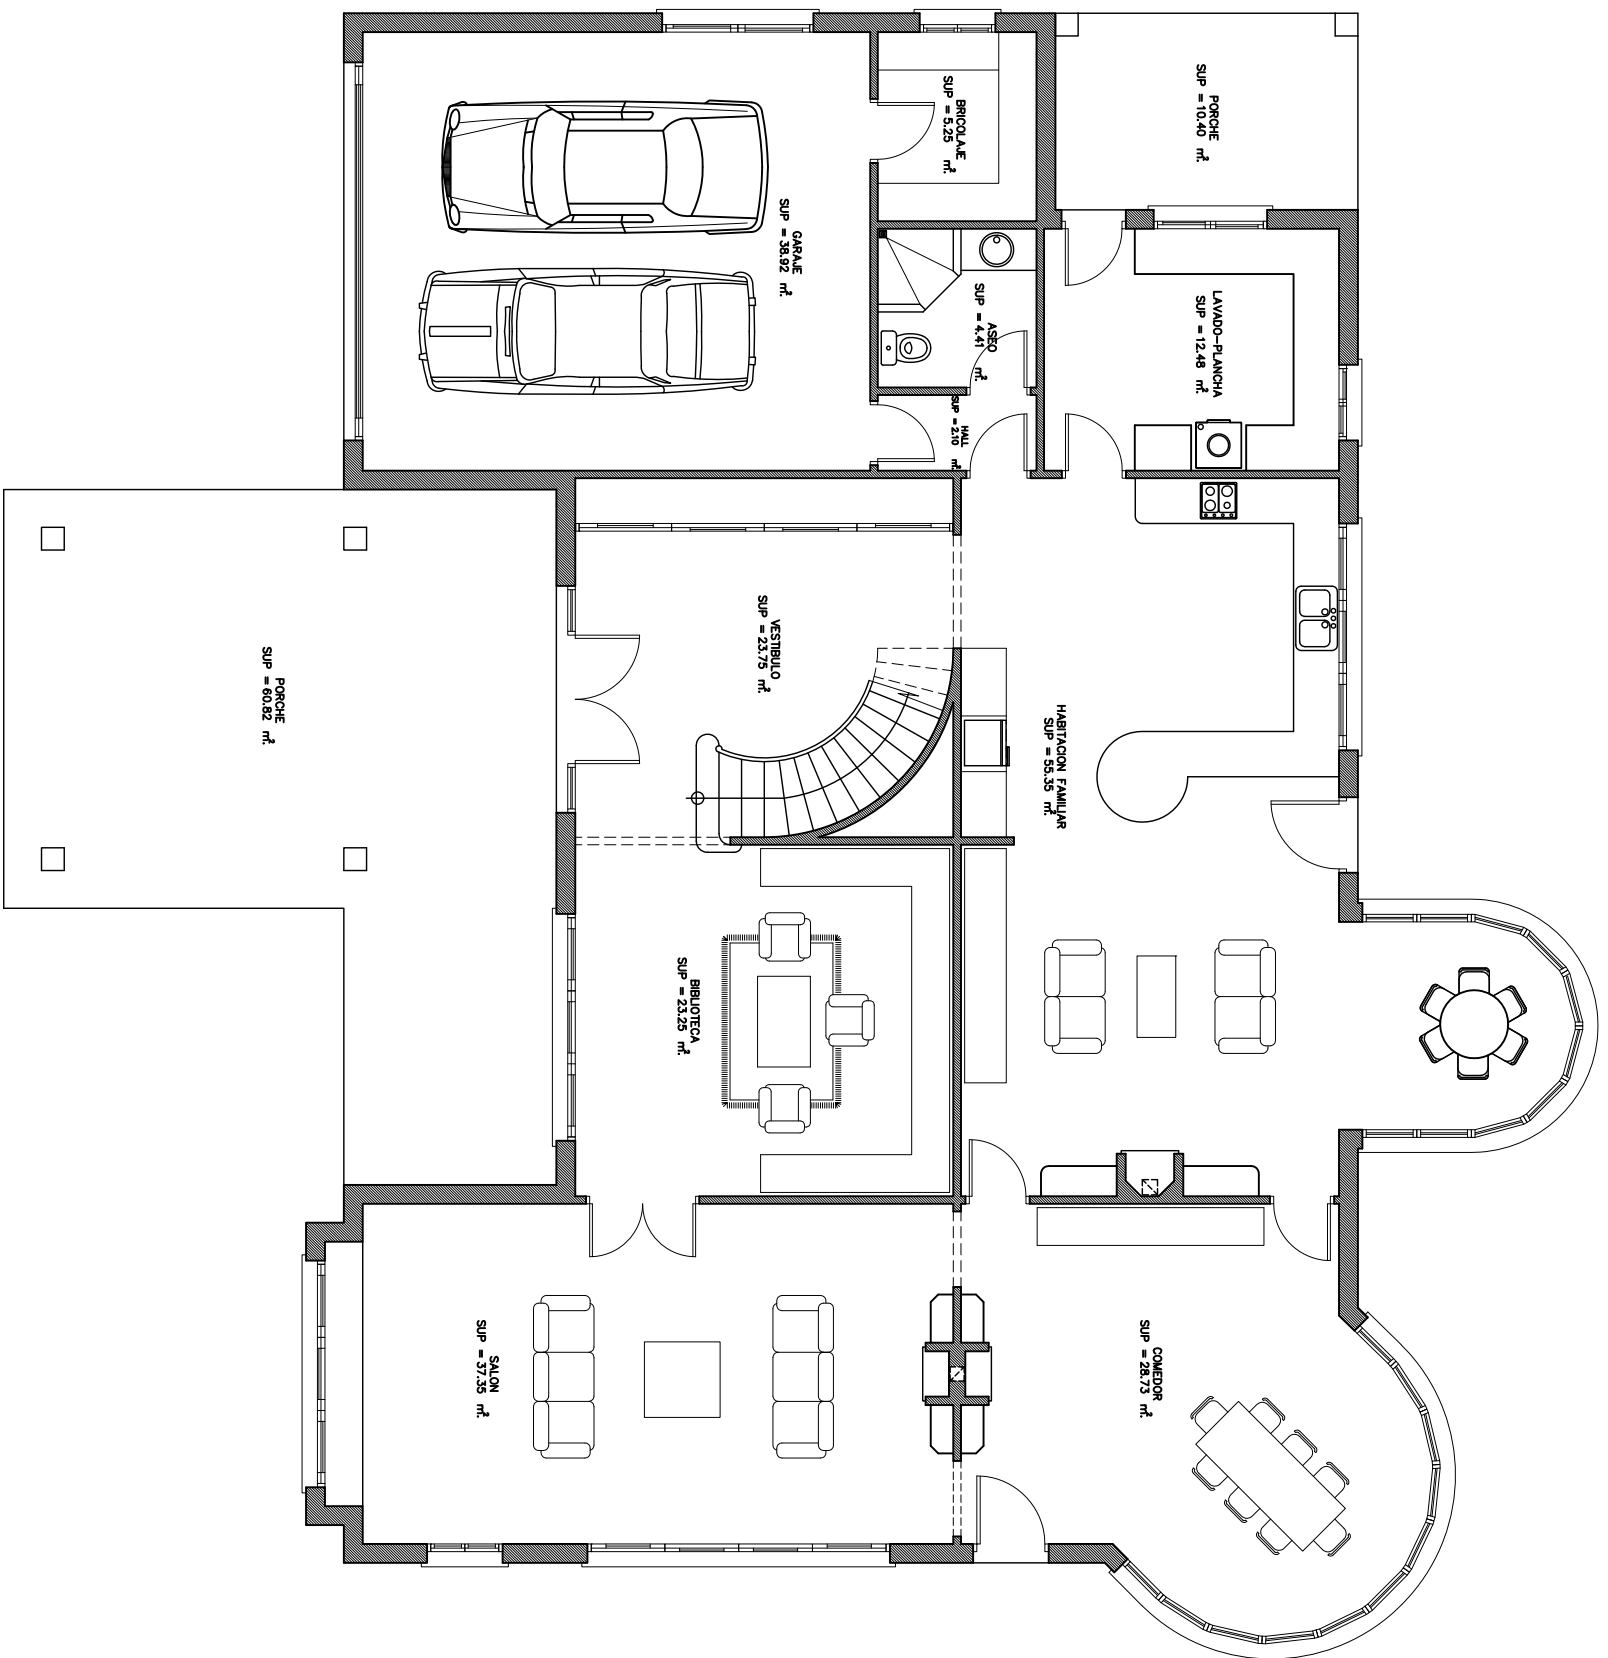 PORCHE
SUP = 10.40 m².
BRICOLAJE
SUP = 5.25 m².
GARAJE
SUP = 38.92 m².
LAVADO-PLANCHA
SUP = 12.48 m².
ASEO
SUP = 4.41 m².
HALL
SUP = 2.10 m².
VESTIBULO
SUP = 23.75 m².
PORCHE
SUP = 60.82 m².
HABITACION FAMILIAR
SUP = 55.35 m².
BIBLIOTECA
SUP = 23.25 m².
SALON
SUP = 37.35 m².
COMEDOR
SUP = 28.73 m².